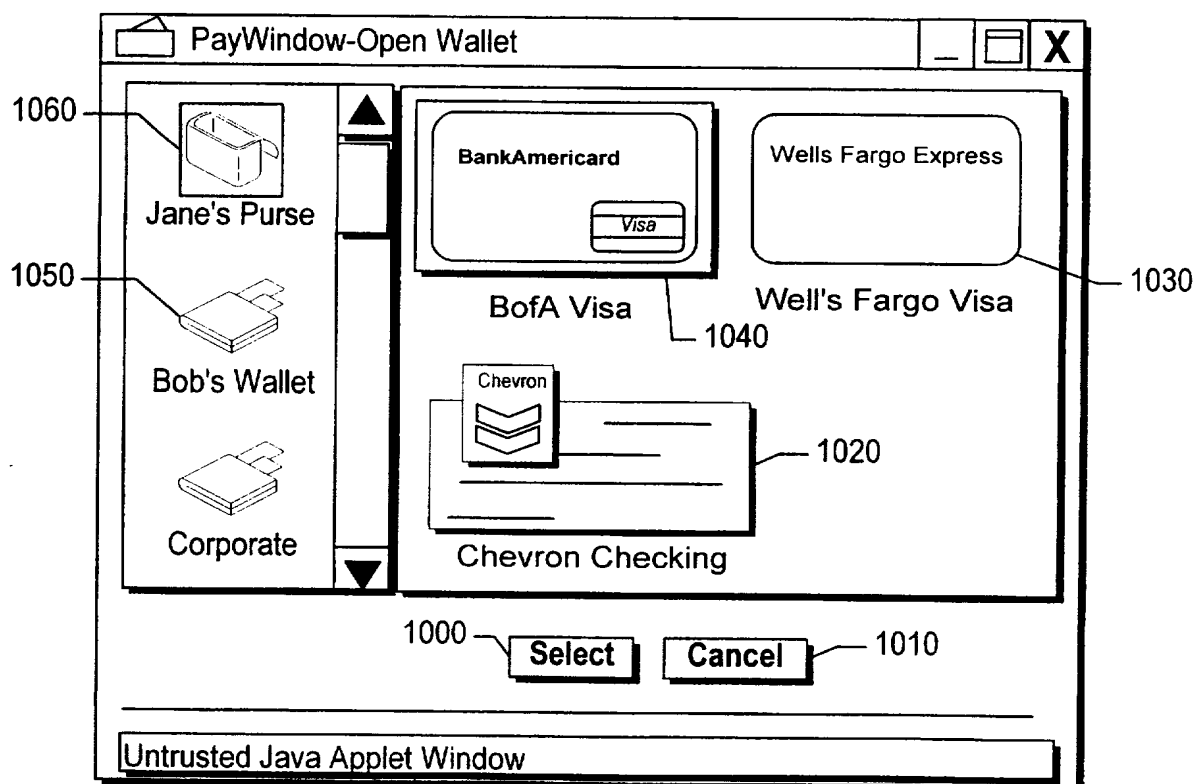 PayWindow-Open Wallet
X
1060
Jane's Purse
1050
Bob's Wallet
Corporate
BankAmericard
Visa
BofA Visa
1040
Wells Fargo Express
Well's Fargo Visa
1030
Chevron
1020
Chevron Checking
1000
Select
Cancel
1010
Untrusted Java Applet Window